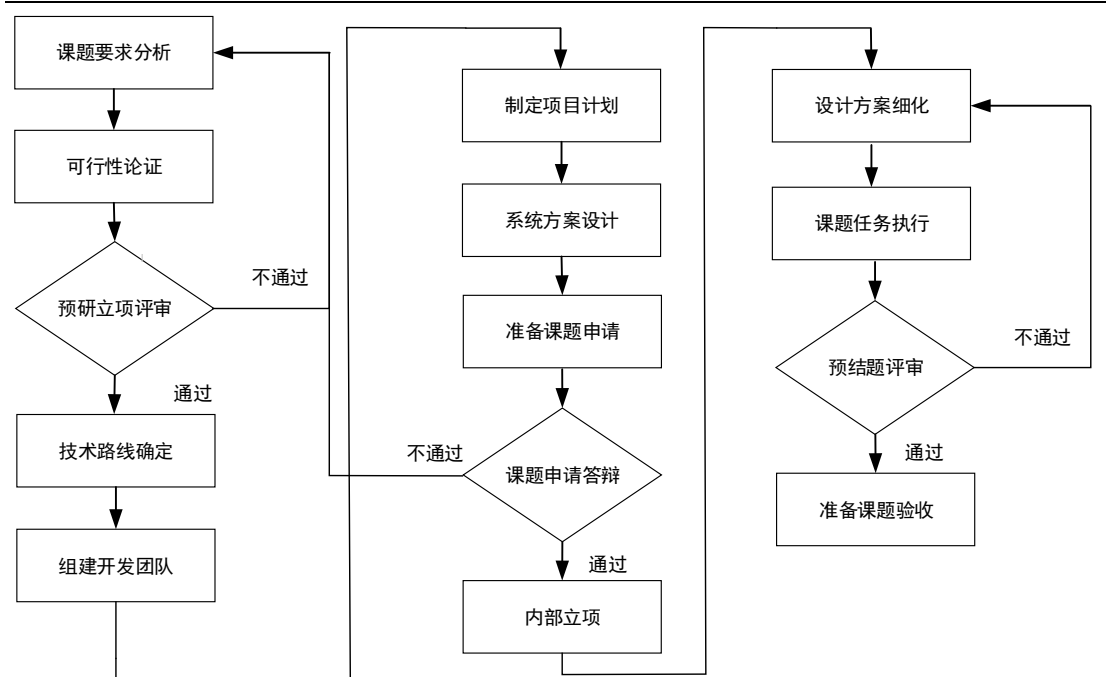 课题要求分析
可行性论证
预研立项评审
不通过
通过
技术路线确定
组建开发团队
制定项目计划
系统方案设计
准备课题申请
不通过
课题申请答辩
通过
内部立项
设计方案细化
课题任务执行
不通过
预结题评审
通过
准备课题验收